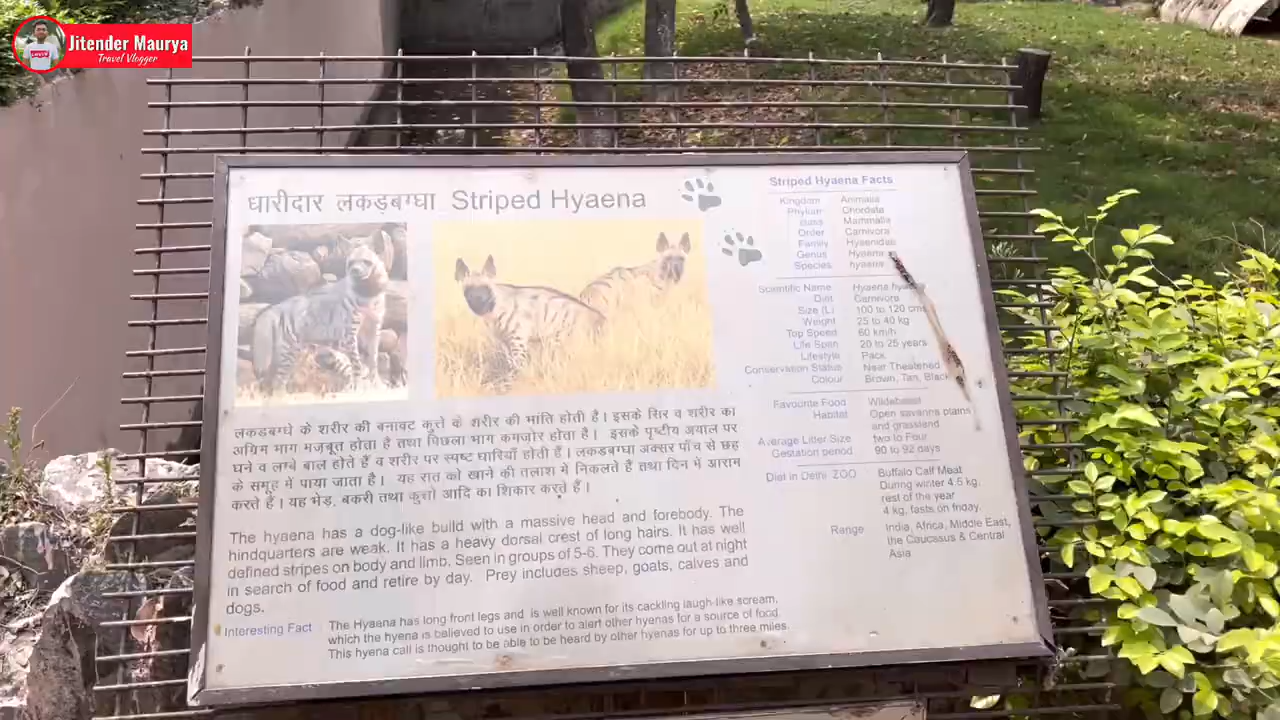 Jitender Maurya
Travel Vlogger
धारीदार लकड़बग्घा Striped Hyaena
लकडबग्घे के शरीर की बनावट कुत्ते के शरीर की भांति होती है। इसके सिर व शरीर का
अग्रिम भाग मजबूत होता है तथा पिछला भाग कमजोर होता है। इसके पृष्टीय अयाल पर
घने व लम्बे बाल होते हैं व शरीर पर स्पष्ट धारियाँ होती हैं। लकडबग्घा अक्सर पाँच से छह
के समूह में पाया जाता है। यह रात को खाने की तलाश मे निकलते हैं तथा दिन में आराम
करते हैं। यह भेड़, बकरी तथा कुत्तों आदि का शिकार करते हैं।
The hyaena has a dog-like build with a massive head and forebody. The
hindquarters are weak. It has a heavy dorsal crest of long hairs. It has well
defined stripes on body and limb. Seen in groups of 5-6. They come out at night
in search of food and retire by day. Prey includes sheep, goats, calves and
dogs.
Interesting Fact The Hyaena has long front legs and is well known for its cackling laugh-like scream,
which the hyena is believed to use in order to alert other hyenas for a source of food.
This hyena call is thought to be able to be heard by other hyenas for up to three miles.
Striped Hyaena Facts
Kingdom Animalia
Phylum Chordata
Class Mammalia
Order Carnivora
Family Hyaenidae
Genus Hyaena
Species hyaena
Scientific Name Hyaena
Diet Carnivora
Size (L) 100 to 120 cms
Weight 25 to 40 kg
Top Speed 60 km/h
Life Span 20 to 25 years
Lifestyle Pack
Conservation Status Near Theatened
Colour Brown, Tan, Black
Favourite Food Wildebeast
Habitat Open savanna plains
and grassland
Average Litter Size two to Four
Gestation period 90 to 92 days
Diet in Delhi ZOO Buffalo Calf Meat
During winter 4.5 kg,
rest of the year
4 kg, fasts on friday.
Range India, Africa, Middle East,
the Caucasus & Central
Asia